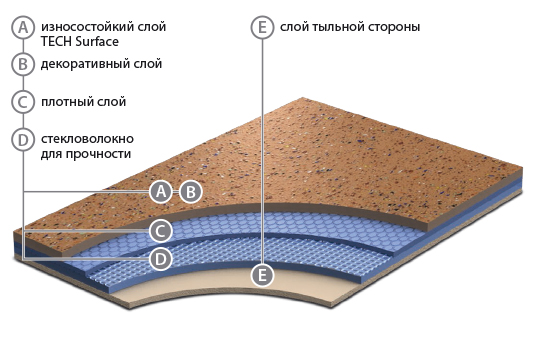 A износостойкий слой
TECH Surface
B декоративный слой
C плотный слой
D стекловолокно
для прочности
E слой тыльной стороны
A B
C
D
E